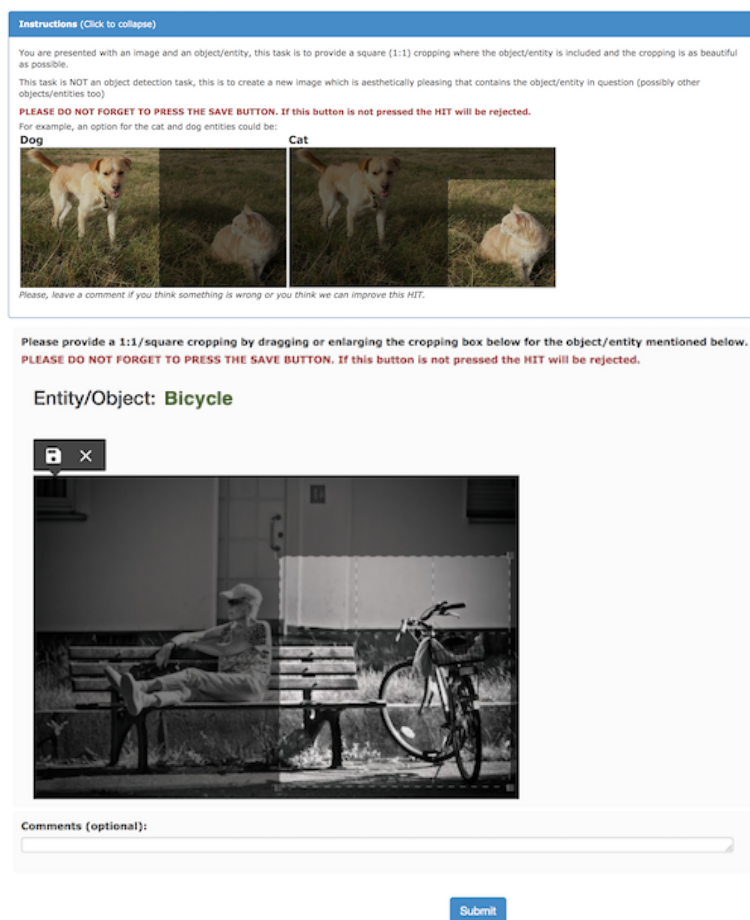 Instructions (Click to collapse)
You are presented with an image and an object/entity, this task is to provide a square (1:1) cropping where the object/entity is included and the cropping is as beautiful
as possible.
This task is NOT an object detection task, this is to create a new image which is aesthetically pleasing that contains the object/entity in question (possibly other
objects/entities too)
PLEASE DO NOT FORGET TO PRESS THE SAVE BUTTON. If this button is not pressed the HIT will be rejected.
For example, an option for the cat and dog entities could be:
Dog Cat
Please, leave a comment if you think something is wrong or you think we can improve this HIT.
Please provide a 1:1/square cropping by dragging or enlarging the cropping box below for the object/entity mentioned below.
PLEASE DO NOT FORGET TO PRESS THE SAVE BUTTON. If this button is not pressed the HIT will be rejected.
Entity/Object: Bicycle
Comments (optional):
Submit